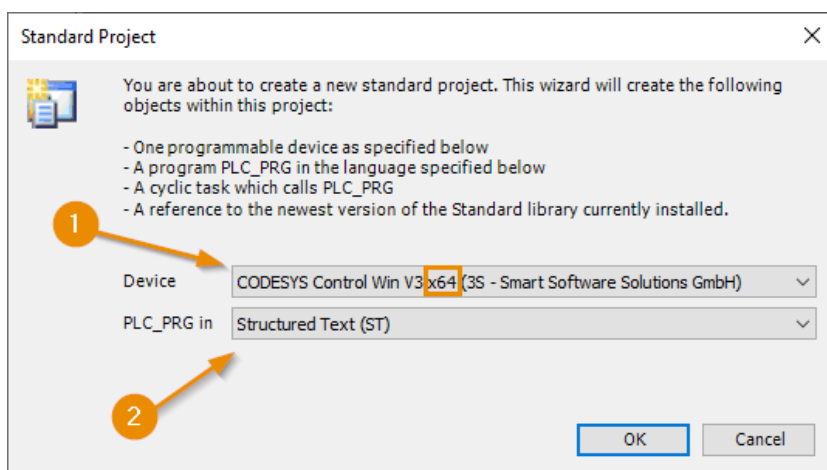 Standard Project
You are about to create a new standard project. This wizard will create the following
objects within this project:
- One programmable device as specified below
- A program PLC_PRG in the language specified below
- A cyclic task which calls PLC_PRG
- A reference to the newest version of the Standard library currently installed.
1
Device
CODESYS Control Win V3 x64 (3S - Smart Software Solutions GmbH)
PLC_PRG in
Structured Text (ST)
2
OK
Cancel